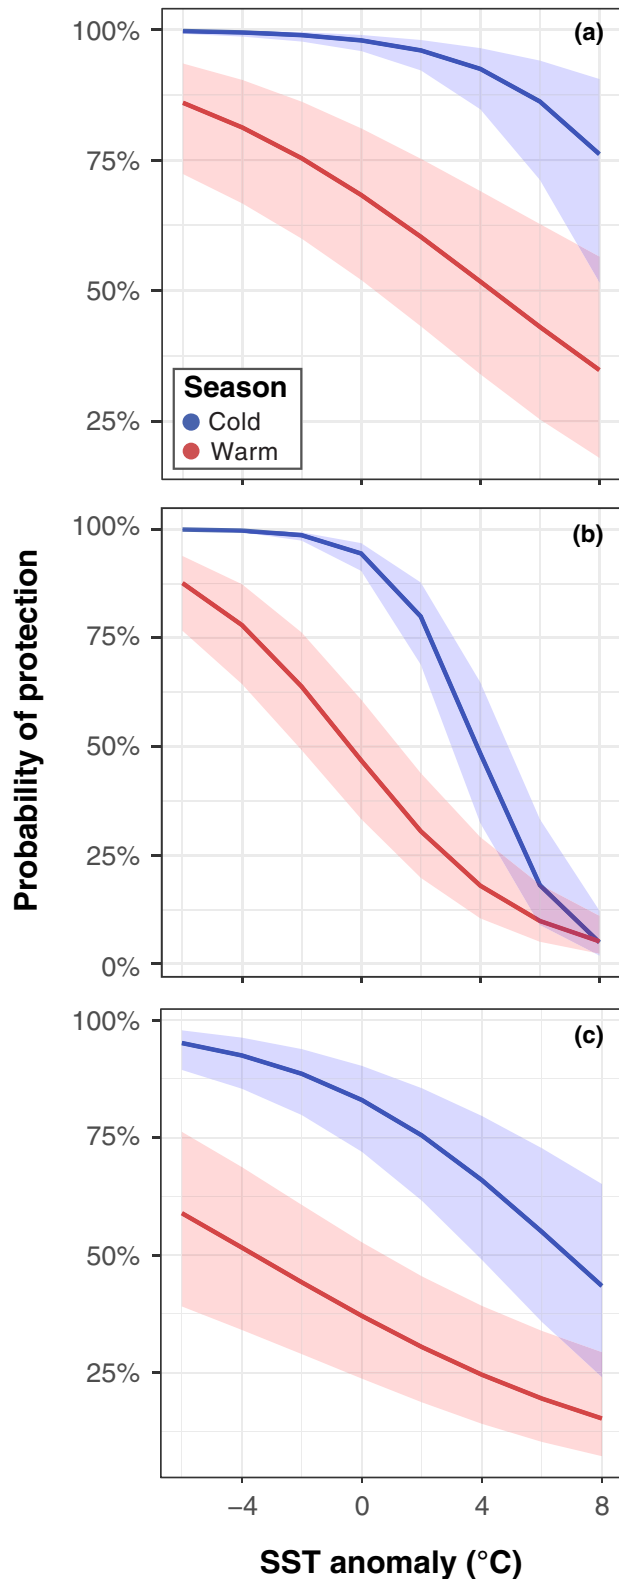 100%
(a)
75%
50%
25%
Season
Cold
Warm
100%
(b)
75%
50%
25%
0%
Probability of protection
100%
(c)
75%
50%
25%
−4 0 4 8
SST anomaly (°C)